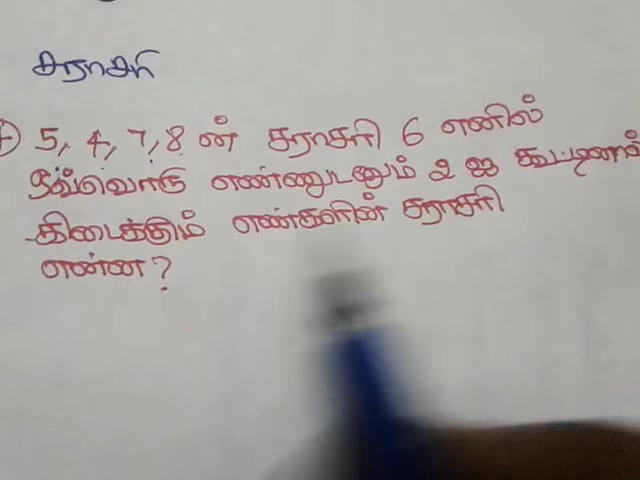 சராசரி
5, 4, 7, 8 ன் சராசரி 6 எனில்
ஒவ்வொரு எண்ணுடனும் 2 ஐ கூட்டினால்
கிடைக்கும் எண்களின் சராசரி
என்ன?